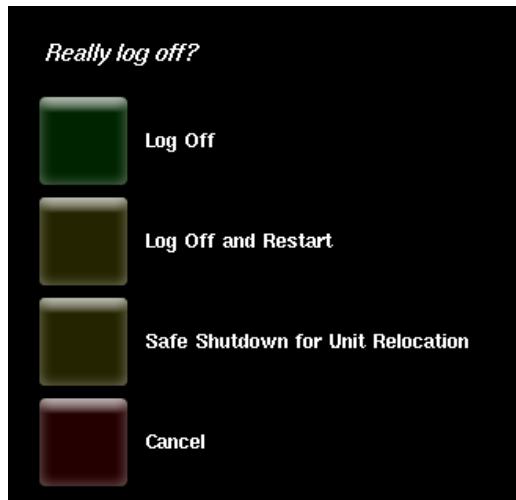 Really log off?
Log Off
Log Off and Restart
Safe Shutdown for Unit Relocation
Cancel